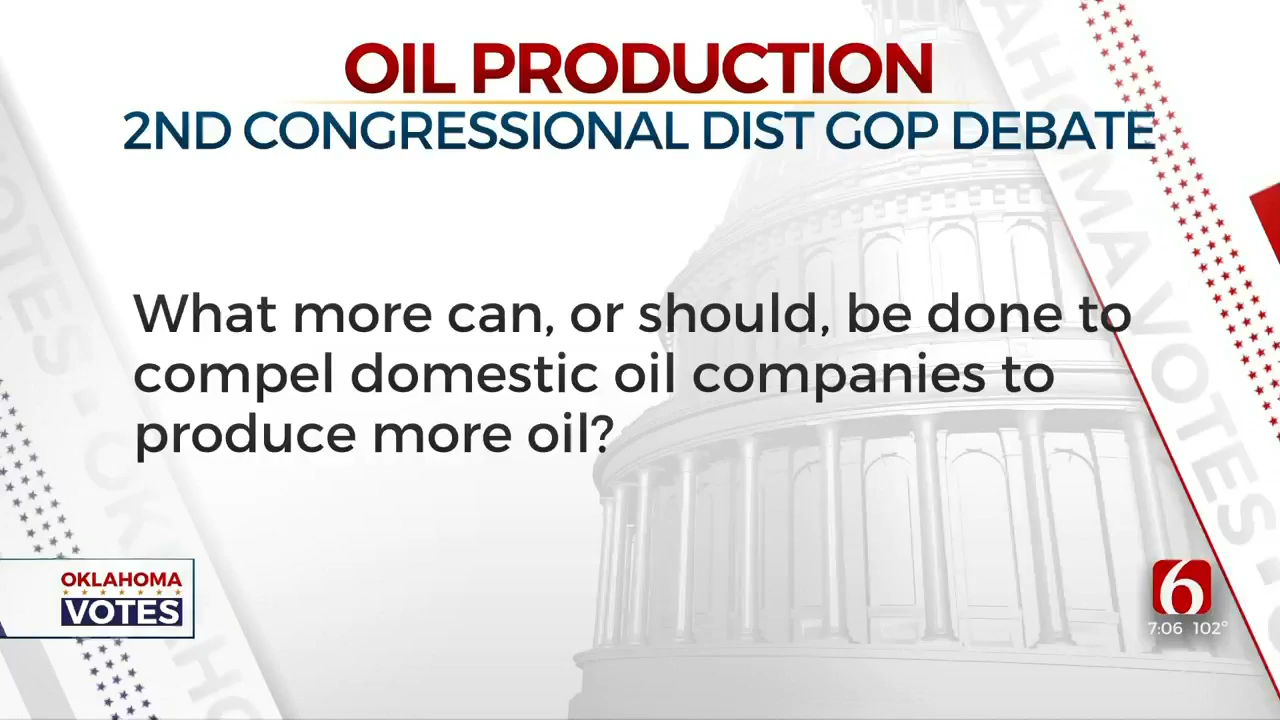 OIL PRODUCTION
2ND CONGRESSIONAL DIST GOP DEBATE
What more can, or should, be done to
compel domestic oil companies to
produce more oil?
OKLAHOMA
VOTES
6
7:06 102°